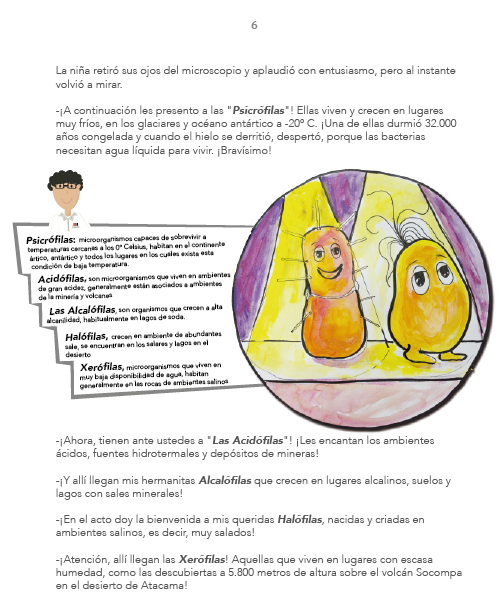 6
La niña retiró sus ojos del microscopio y aplaudió con entusiasmo, pero al instante
volvió a mirar.
-¡A continuación les presento a las "Psicrófilas"! Ellas viven y crecen en lugares
muy fríos, en los glaciares y océano antártico a -20º C. ¡Una de ellas durmió 32.000
años congelada y cuando el hielo se derritió, despertó, porque las bacterias
necesitan agua líquida para vivir. ¡Bravísimo!
Psicrófilas: microorganismos capaces de sobrevivir a
temperaturas cercanas a los 0º Celsius, habitan en el continente
ártico, antártico y todos los lugares en los cuales exista esta
condición de baja temperatura.
Acidófilas, son microorganismos que viven en ambientes
de gran acidez, generalmente están asociados a ambientes
de la minería y volcanes
Las Alcalófilas, son organismos que crecen a alta
alcanilidad, habitualmente en lagos de soda.
Halófilas, crecen en ambiente de abundantes
sale, se encuentran en los salares y lagos en el
desierto
Xerófilas, microorganismos que viven en
muy baja disponibilidad de agua, habitan
generalmente en las rocas de ambientes salinos
-¡Ahora, tienen ante ustedes a "Las Acidófilas"! ¡Les encantan los ambientes
ácidos, fuentes hidrotermales y depósitos de mineras!
-¡Y allí llegan mis hermanitas Alcalófilas que crecen en lugares alcalinos, suelos y
lagos con sales minerales!
-¡En el acto doy la bienvenida a mis queridas Halófilas, nacidas y criadas en
ambientes salinos, es decir, muy salados!
-¡Atención, allí llegan las Xerófilas! Aquellas que viven en lugares con escasa
humedad, como las descubiertas a 5.800 metros de altura sobre el volcán Socompa
en el desierto de Atacama!